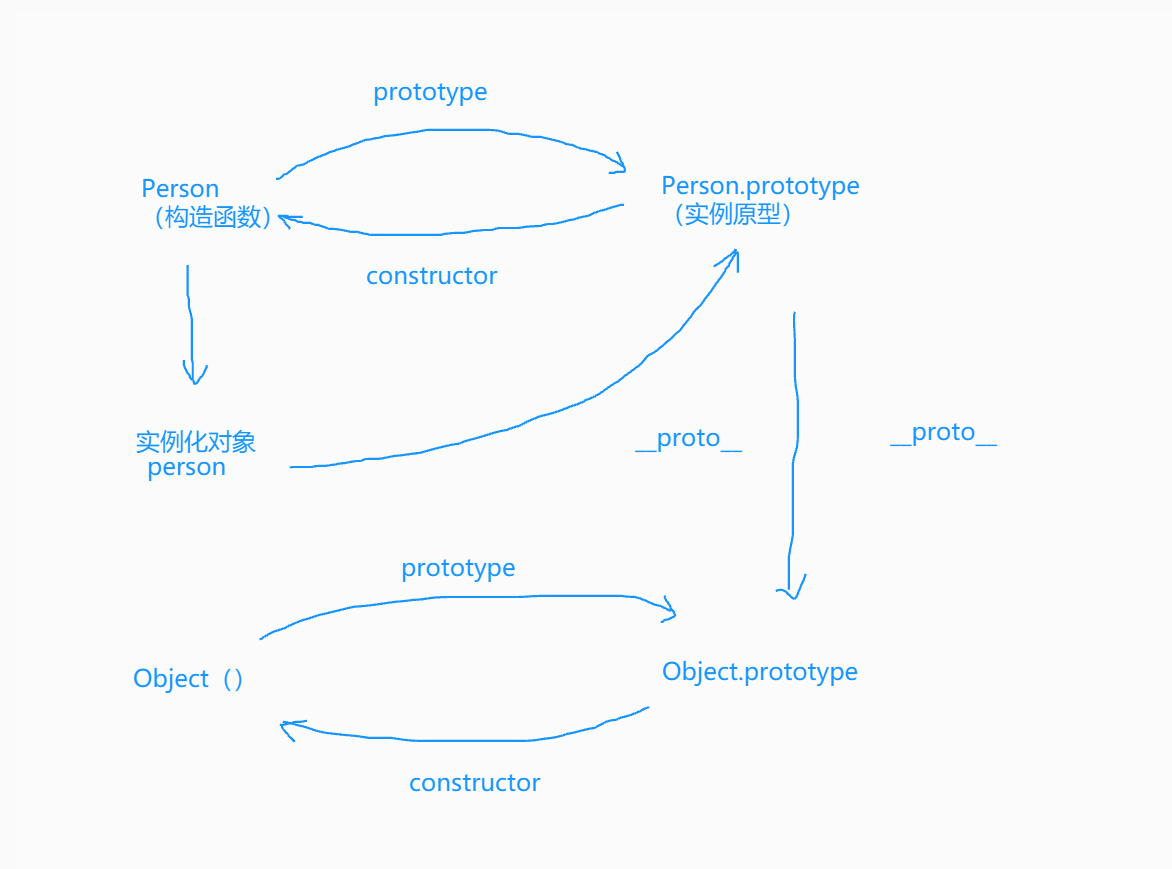 prototype
Person
（构造函数）
Person.prototype
（实例原型）
constructor
实例化对象
person
__proto__
__proto__
prototype
Object（）
Object.prototype
constructor